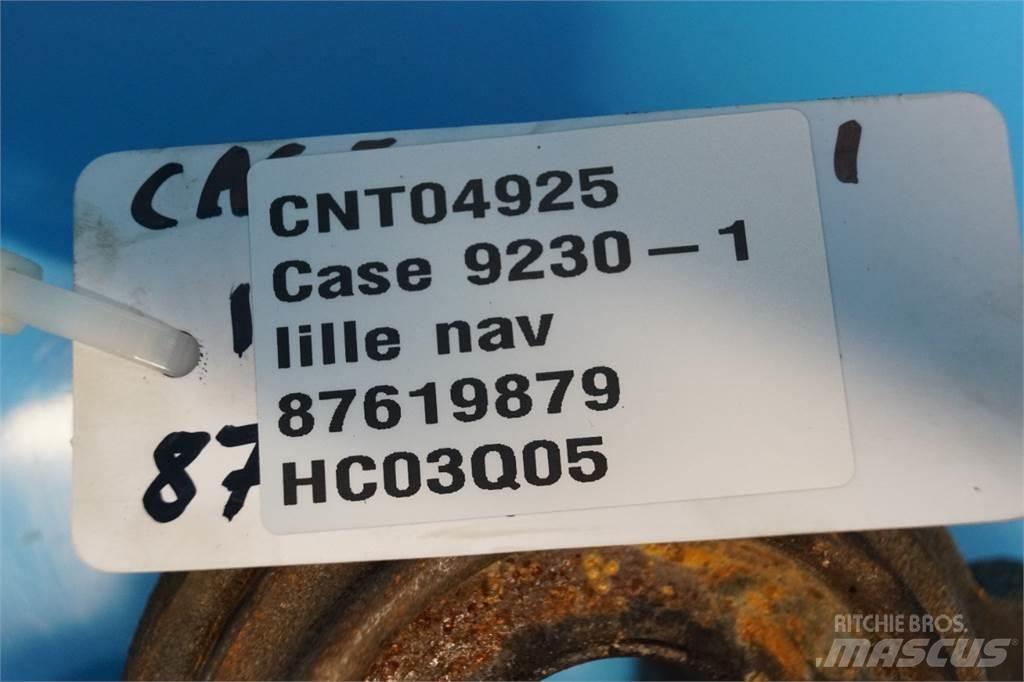 CNT04925
Case 9230-1
lille nav
87619879
HC03Q05
RITCHIE BROS.
MASCUS